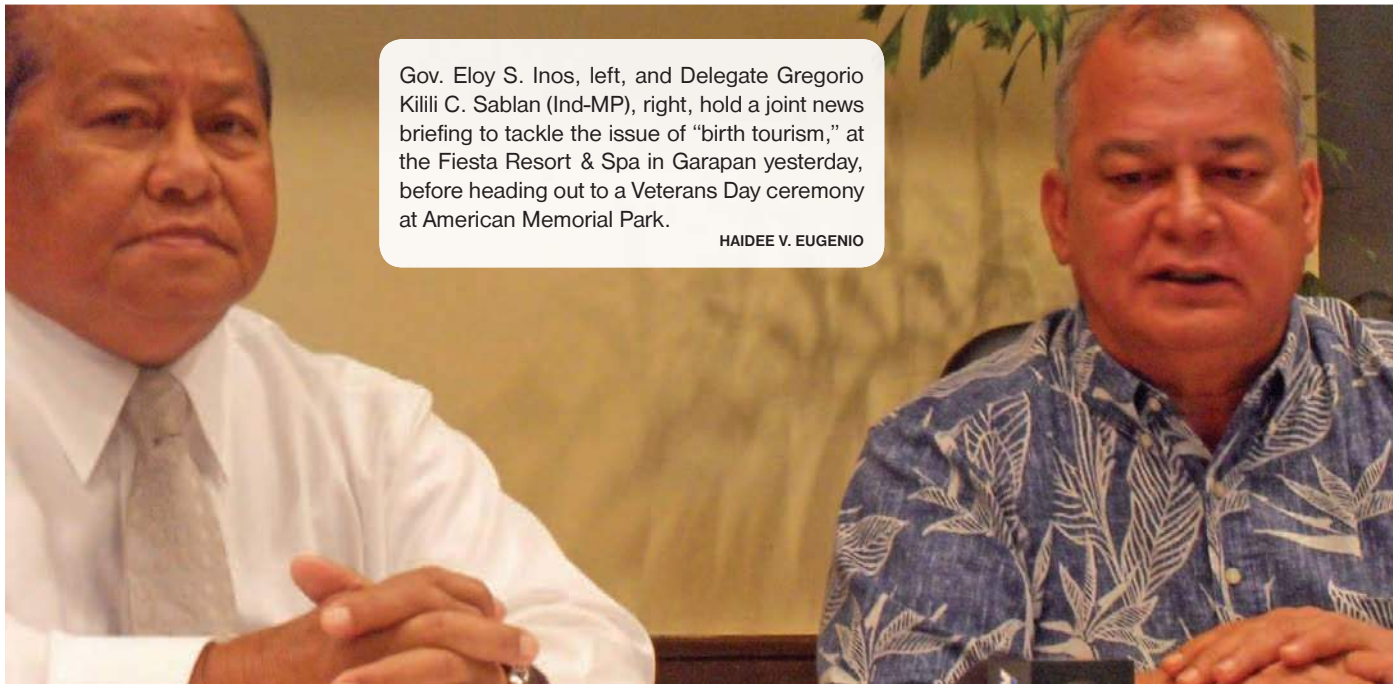 Gov. Eloy S. Inos, left, and Delegate Gregorio
Kilili C. Sablan (Ind-MP), right, hold a joint news
briefing to tackle the issue of “birth tourism,” at
the Fiesta Resort & Spa in Garapan yesterday,
before heading out to a Veterans Day ceremony
at American Memorial Park.
HAIDEE V. EUGENIO